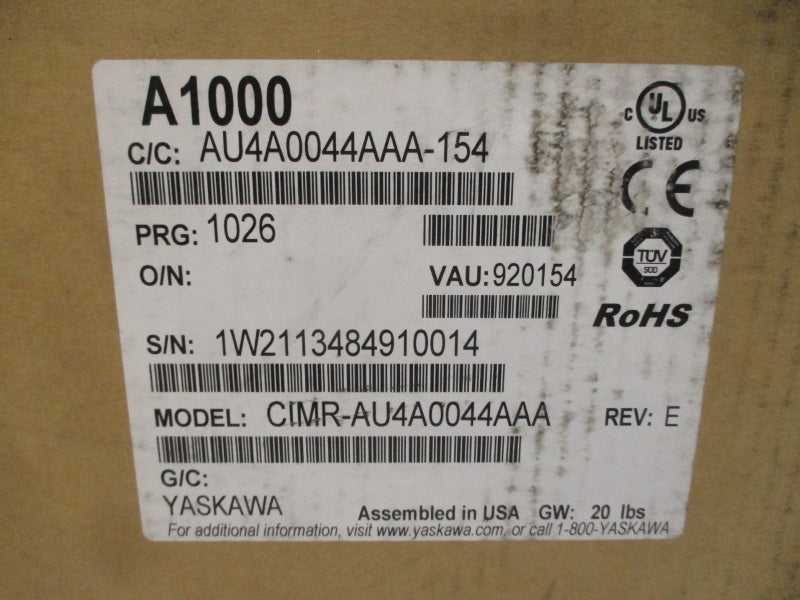 A1000
C/C: AU4A0044AAA-154
C UL US
LISTED
CE
PRG: 1026
O/N:
VAU: 920154
TÜV
SÜD
RoHS
S/N: 1W2113484910014
MODEL: CIMR-AU4A0044AAA REV: E
G/C:
YASKAWA Assembled in USA GW: 20 lbs
For additional information, visit www.yaskawa.com, or call 1-800-YASKAWA